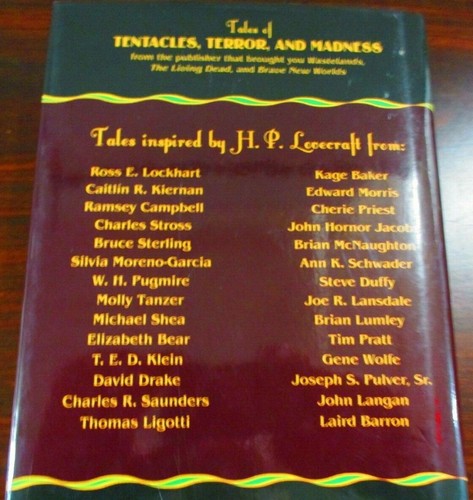 Tales of
TENTACLES, TERROR, AND MADNESS
from the publisher that brought you Wastelands,
The Living Dead, and Brave New Worlds
Tales inspired by H. P. Lovecraft from:
Ross E. Lockhart
Caitlín R. Kiernan
Ramsey Campbell
Charles Stross
Bruce Sterling
Silvia Moreno-Garcia
W. H. Pugmire
Molly Tanzer
Michael Shea
Elizabeth Bear
T. E. D. Klein
David Drake
Charles R. Saunders
Thomas Ligotti
Kage Baker
Edward Morris
Cherie Priest
John Hornor Jacobs
Brian McNaughton
Ann K. Schwader
Steve Duffy
Joe R. Lansdale
Brian Lumley
Tim Pratt
Gene Wolfe
Joseph S. Pulver, Sr.
John Langan
Laird Barron